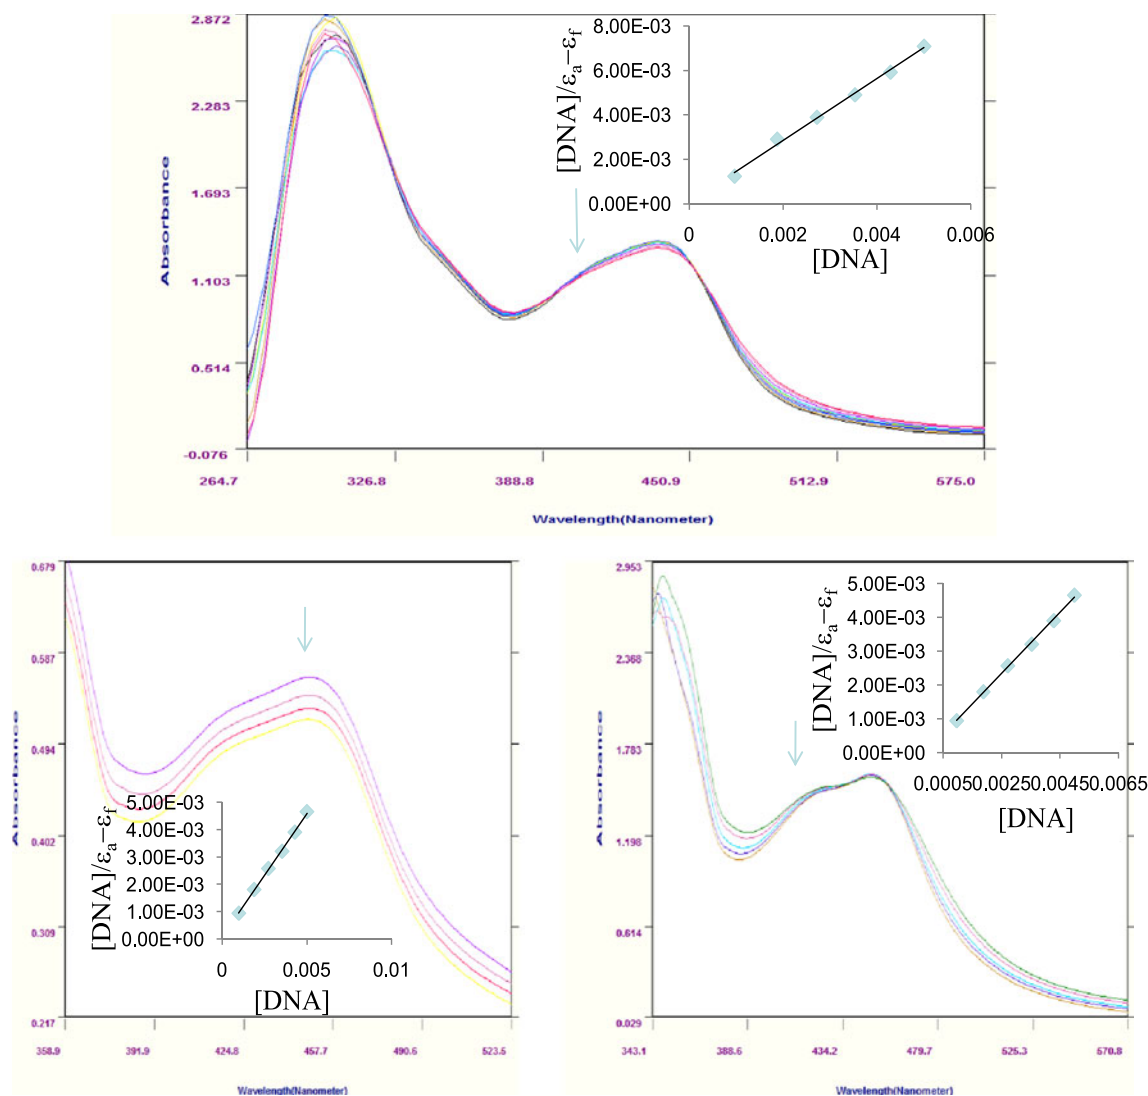 2.872
2.283
1.693
1.103
0.514
-0.076
Absorbance
264.7 326.8 388.8 450.9 512.9 575.0
Wavelength(Nanometer)
8.00E-03
6.00E-03
4.00E-03
2.00E-03
0.00E+00
[DNA]/εa−εf
0 0.002 0.004 0.006
[DNA]
0.679
0.587
0.494
0.402
0.309
0.217
Absorbance
358.9 391.9 424.8 457.7 490.6 523.5
Wavelength(Nanometer)
5.00E-03
4.00E-03
3.00E-03
2.00E-03
1.00E-03
0.00E+00
[DNA]/εa−εf
0 0.005 0.01
[DNA]
2.953
2.368
1.783
1.198
0.614
0.029
Absorbance
343.1 388.6 434.2 479.7 525.3 570.8
Wavelength(Nanometer)
5.00E-03
4.00E-03
3.00E-03
2.00E-03
1.00E-03
0.00E+00
[DNA]/εa−εf
0.00050.00250.00450.0065
[DNA]